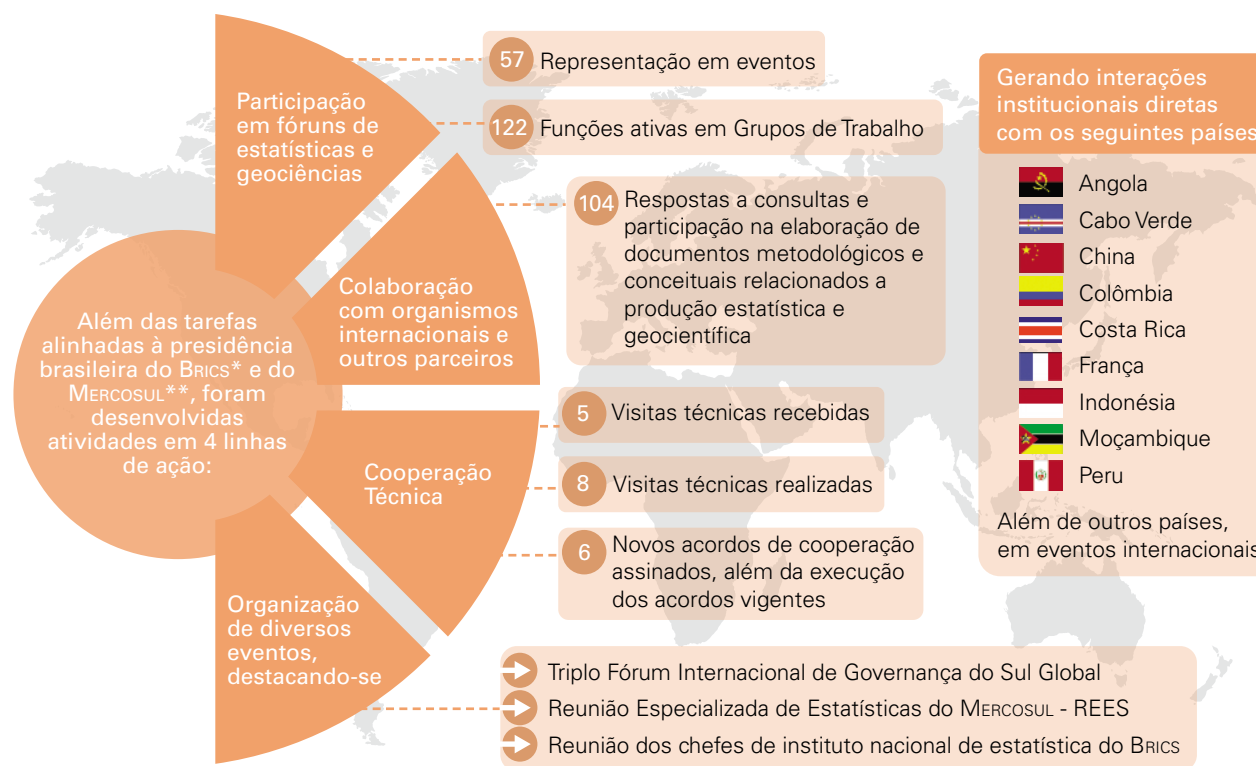 Além das tarefas
alinhadas à presidência
brasileira do BRICS* e do
MERCOSUL**, foram
desenvolvidas
atividades em 4 linhas
de ação:
Participação
em fóruns de
estatísticas e
geociências
57 Representação em eventos
122 Funções ativas em Grupos de Trabalho
Colaboração
com organismos
internacionais e
outros parceiros
104 Respostas a consultas e
participação na elaboração de
documentos metodológicos e
conceituais relacionados a
produção estatística e
geocientífica
Cooperação
Técnica
5 Visitas técnicas recebidas
8 Visitas técnicas realizadas
6 Novos acordos de cooperação
assinados, além da execução
dos acordos vigentes
Organização
de diversos
eventos,
destacando-se
Triplo Fórum Internacional de Governança do Sul Global
Reunião Especializada de Estatísticas do MERCOSUL - REES
Reunião dos chefes de instituto nacional de estatística do BRICS
Gerando interações
institucionais diretas
com os seguintes países
Angola
Cabo Verde
China
Colômbia
Costa Rica
França
Indonésia
Moçambique
Peru
Além de outros países,
em eventos internacionais